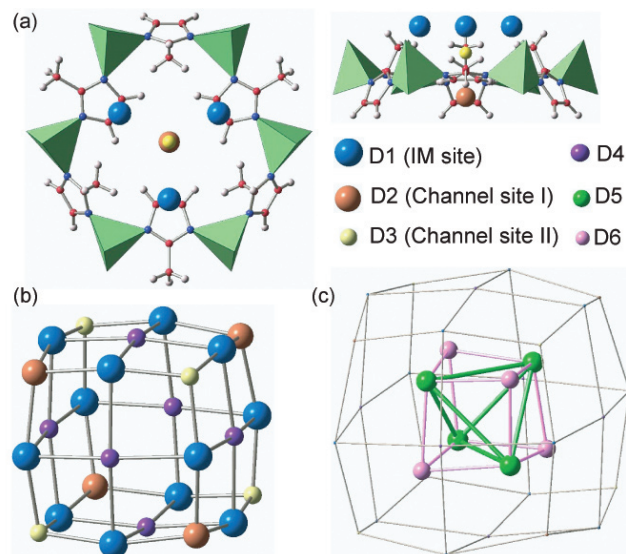 (a)
D1 (IM site)
D4
D2 (Channel site I)
D5
D3 (Channel site II)
D6
(b)
(c)